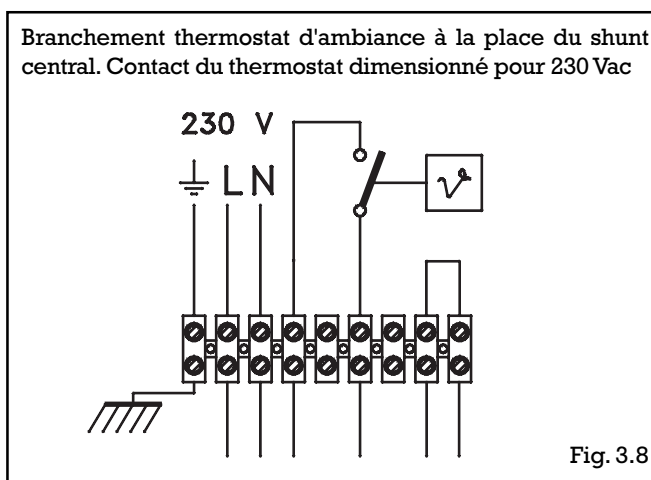 Branchement thermostat d'ambiance à la place du shunt
central. Contact du thermostat dimensionné pour 230 Vac
230 V
L N
Fig. 3.8